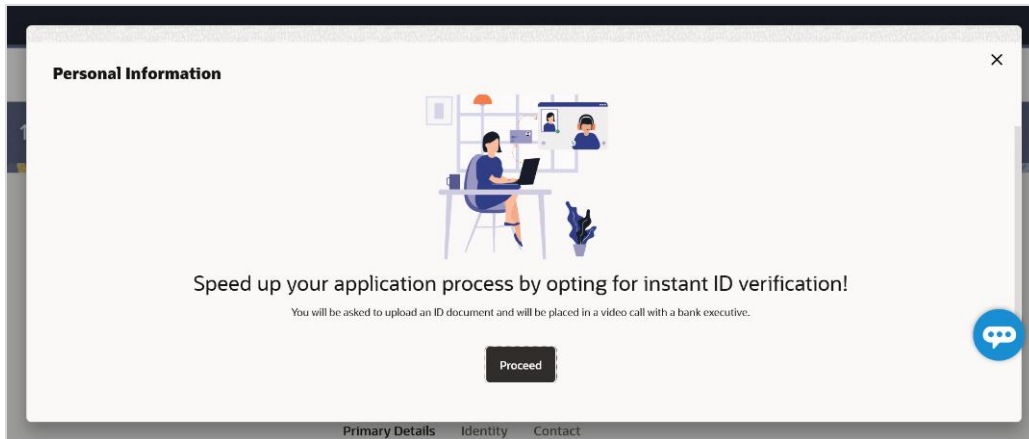 Personal Information
Speed up your application process by opting for instant ID verification!
You will be asked to upload an ID document and will be placed in a video call with a bank executive.
Proceed
Primary Details Identity Contact